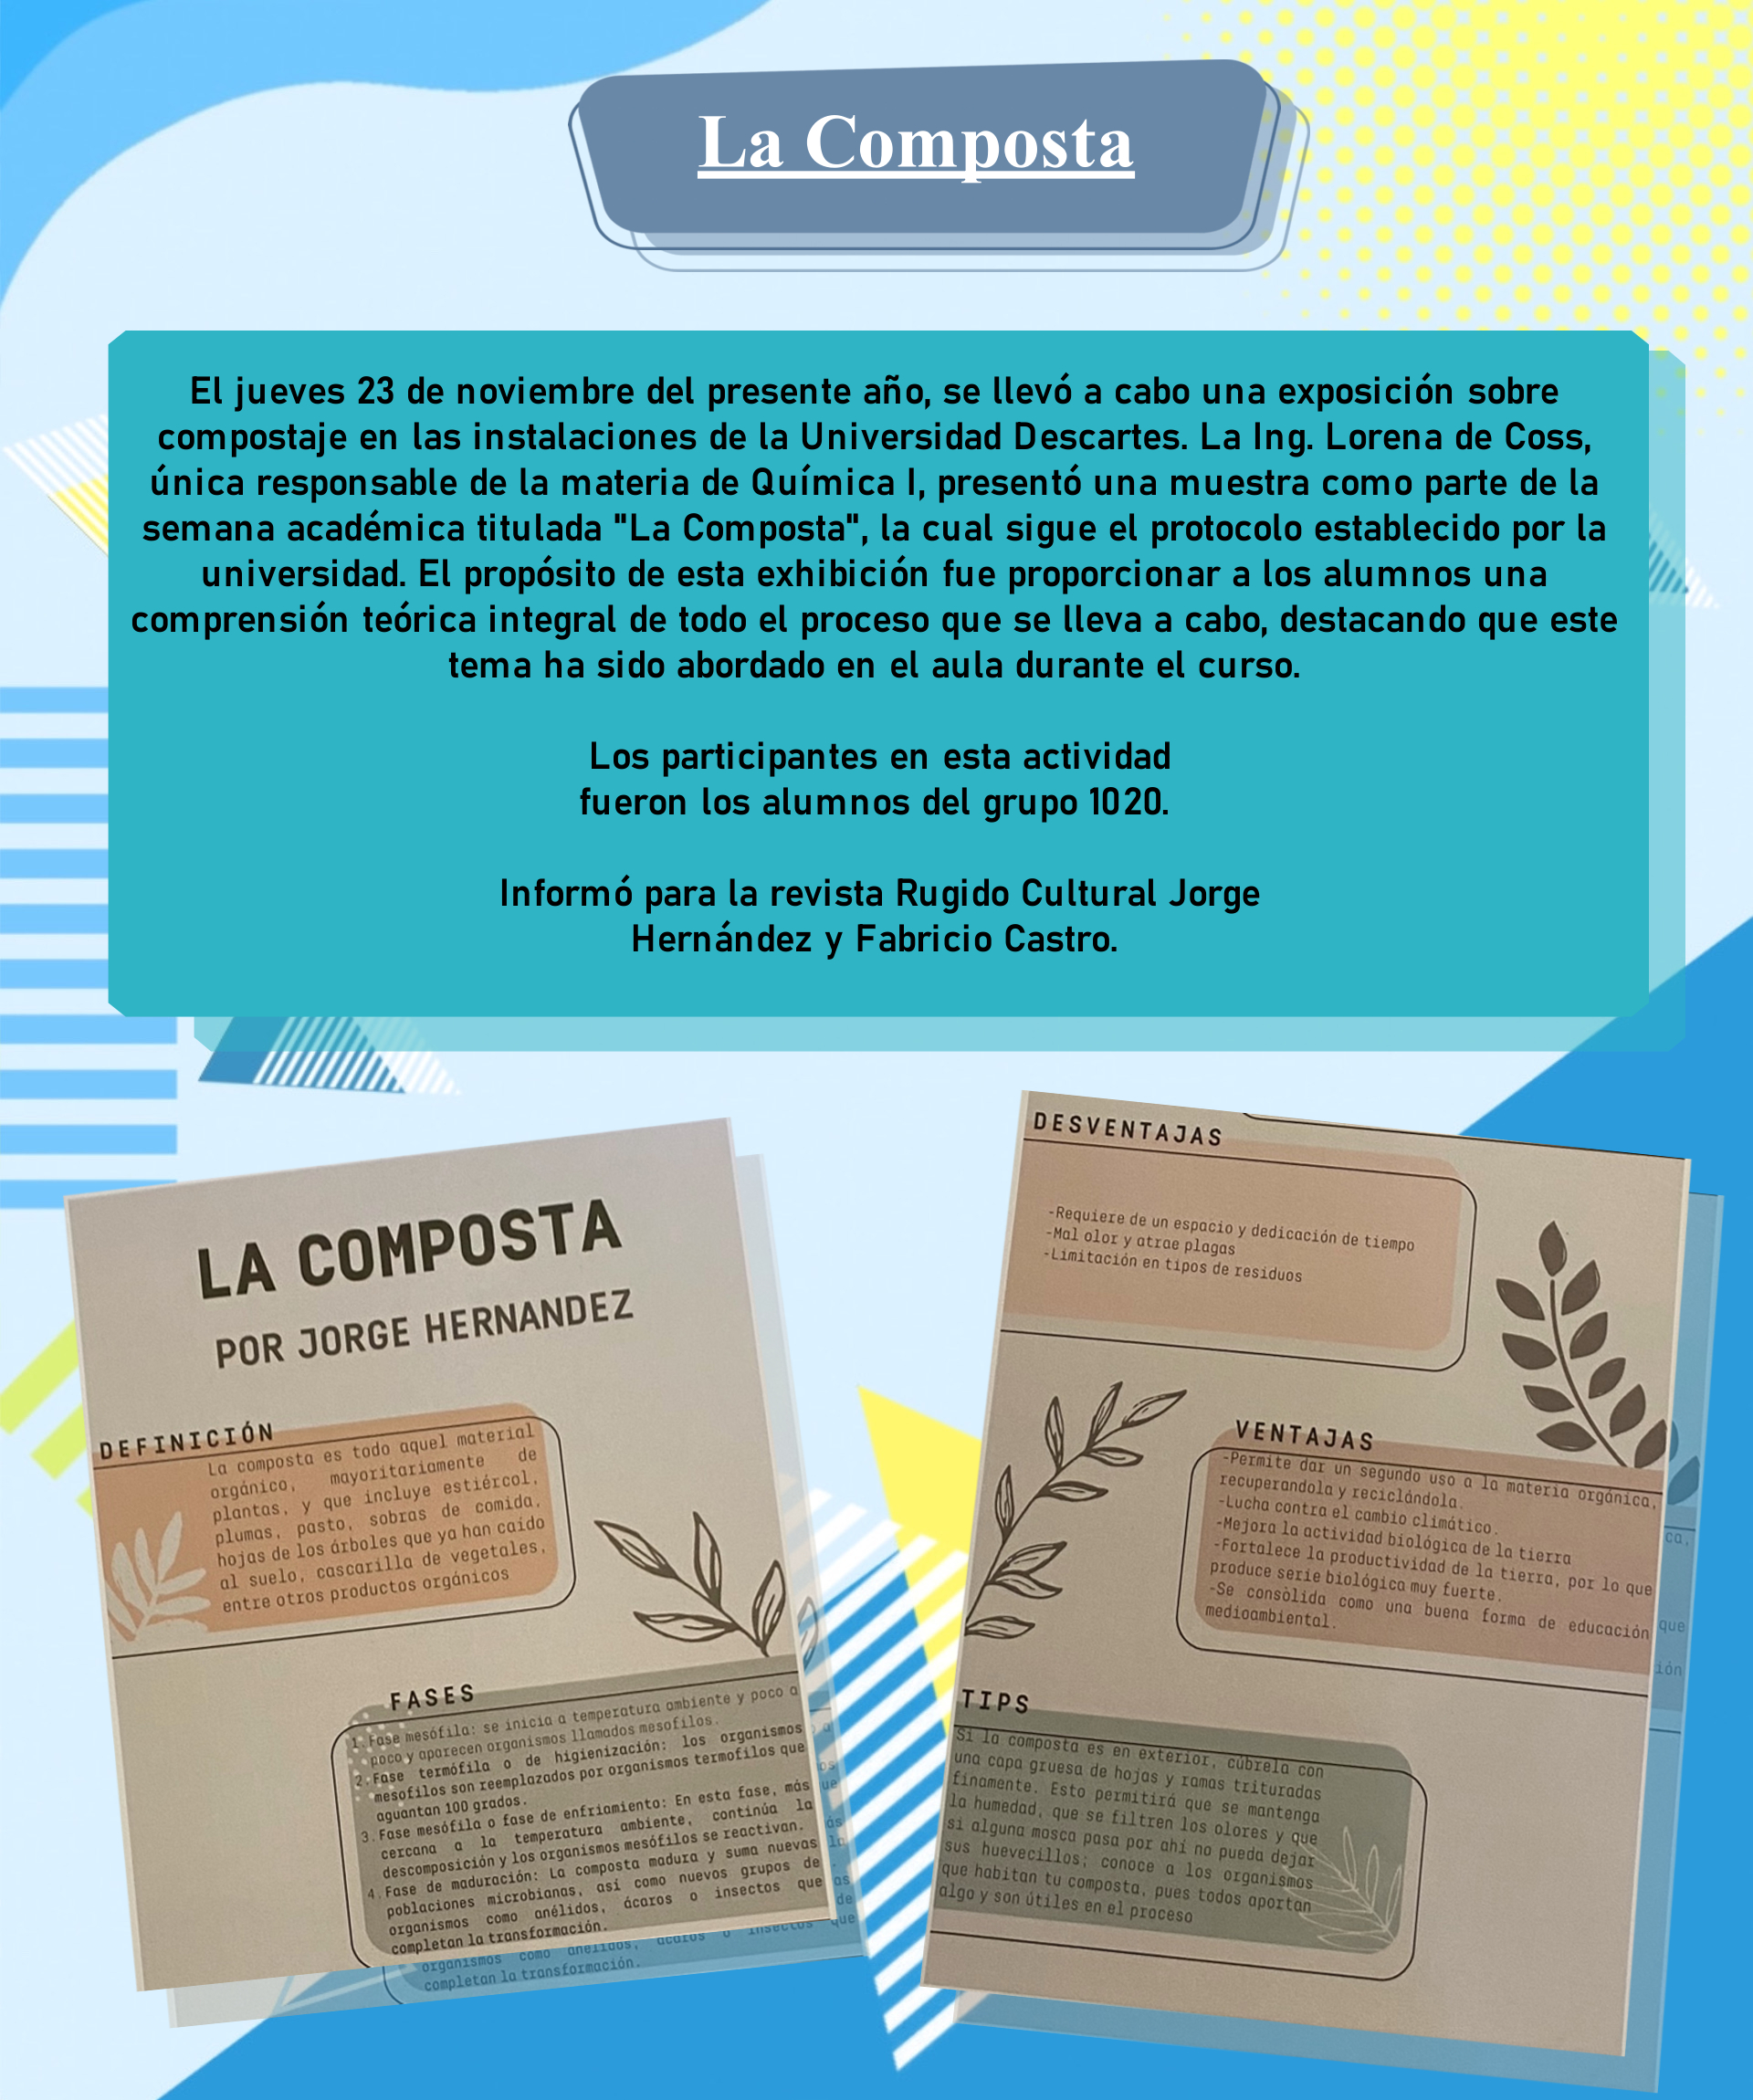 La Composta
El jueves 23 de noviembre del presente año, se llevó a cabo una exposición sobre
compostaje en las instalaciones de la Universidad Descartes. La Ing. Lorena de Coss,
única responsable de la materia de Química I, presentó una muestra como parte de la
semana académica titulada "La Composta", la cual sigue el protocolo establecido por la
universidad. El propósito de esta exhibición fue proporcionar a los alumnos una
comprensión teórica integral de todo el proceso que se lleva a cabo, destacando que este
tema ha sido abordado en el aula durante el curso.
Los participantes en esta actividad
fueron los alumnos del grupo 1020.
Informó para la revista Rugido Cultural Jorge
Hernández y Fabricio Castro.
LA COMPOSTA
POR JORGE HERNANDEZ
DEFINICIÓN
La composta es todo aquel material
orgánico, mayoritariamente de
plantas, y que incluye estiércol,
plumas, pasto, sobras de comida,
hojas de los árboles que ya han caido
al suelo, cascarilla de vegetales,
entre otros productos orgánicos
FASES
1. Fase mesófila: se inicia a temperatura ambiente y poco a
poco y aparecen organismos llamados mesofilos.
2. Fase termófila o de higienización: los organismos
mesofilos son reemplazados por organismos termofilos que
aguantan 100 grados.
3. Fase mesófila o fase de enfriamiento: En esta fase, más
cercana a la temperatura ambiente, continúa la
descomposición y los organismos mesófilos se reactivan.
4. Fase de maduración: La composta madura y suma nuevas
poblaciones microbianas, así como nuevos grupos de
organismos como anélidos, ácaros o insectos que
completan la transformación.
organismos como anélidos, ácaros o insectos que
completan la transformación.
DESVENTAJAS
-Requiere de un espacio y dedicación de tiempo
-Mal olor y atrae plagas
-Limitación en tipos de residuos
VENTAJAS
-Permite dar un segundo uso a la materia orgánica,
recuperandola y reciclándola.
-Lucha contra el cambio climático.
-Mejora la actividad biológica de la tierra
-Fortalece la productividad de la tierra, por lo que
produce serie biológica muy fuerte.
-Se consòlida como una buena forma de educación
medioambiental.
TIPS
Si la composta es en exterior, cúbrela con
una capa gruesa de hojas y ramas trituradas
finamente. Esto permitirá que se mantenga
la humedad, que se filtren los olores y que
si alguna mosca pasa por ahí no pueda dejar
sus huevecillos; conoce a los organismos
que habitan tu composta, pues todos aportan
algo y son útiles en el proceso